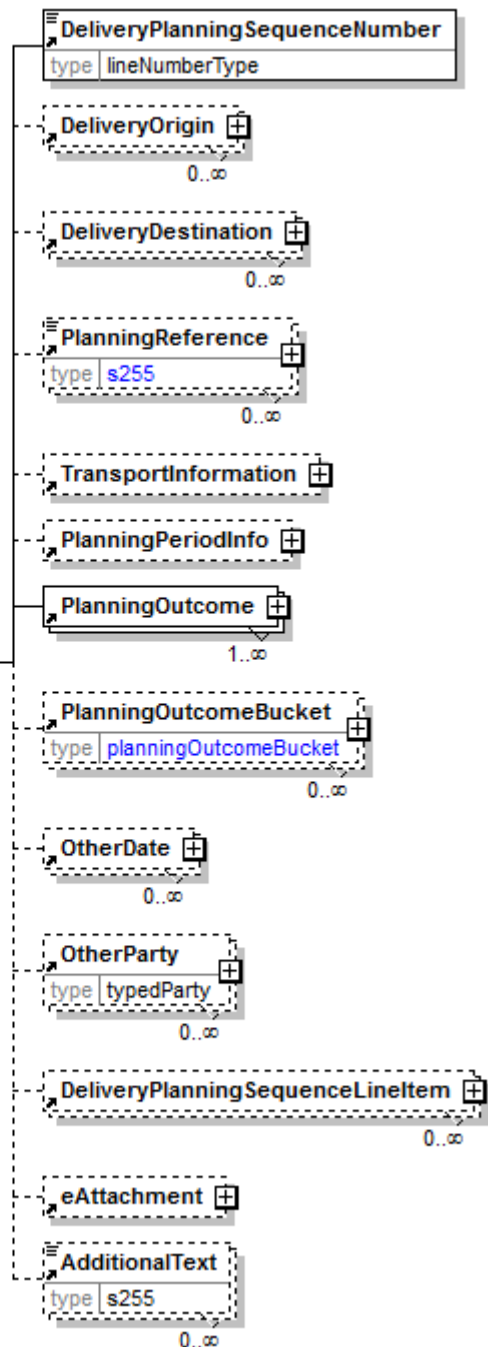 DeliveryPlanningSequenceNumber
type lineNumberType
DeliveryOrigin
0..∞
DeliveryDestination
0..∞
PlanningReference
type s255
0..∞
TransportInformation
PlanningPeriodInfo
PlanningOutcome
1..∞
PlanningOutcomeBucket
type planningOutcomeBucket
0..∞
OtherDate
0..∞
OtherParty
type typedParty
0..∞
DeliveryPlanningSequenceLineItem
0..∞
eAttachment
AdditionalText
type s255
0..∞